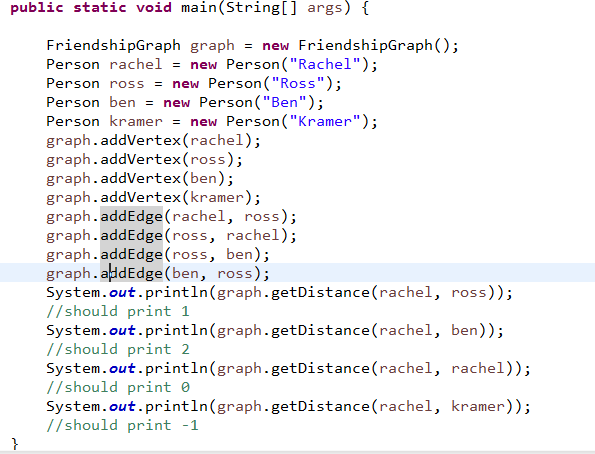 public static void main(String[] args) {
FriendshipGraph graph = new FriendshipGraph();
Person rachel = new Person("Rachel");
Person ross = new Person("Ross");
Person ben = new Person("Ben");
Person kramer = new Person("Kramer");
graph.addVertex(rachel);
graph.addVertex(ross);
graph.addVertex(ben);
graph.addVertex(kramer);
graph.addEdge(rachel, ross);
graph.addEdge(ross, rachel);
graph.addEdge(ross, ben);
graph.addEdge(ben, ross);
System.out.println(graph.getDistance(rachel, ross));
//should print 1
System.out.println(graph.getDistance(rachel, ben));
//should print 2
System.out.println(graph.getDistance(rachel, rachel));
//should print 0
System.out.println(graph.getDistance(rachel, kramer));
//should print -1
}